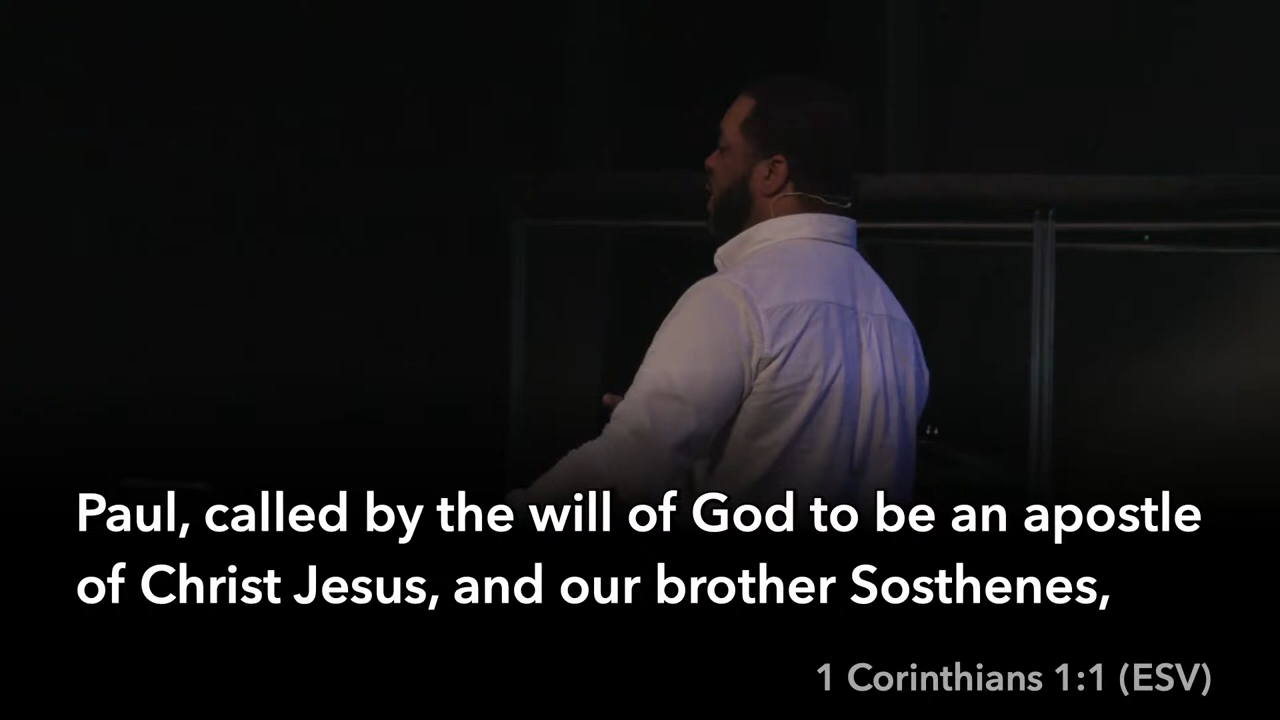 Paul, called by the will of God to be an apostle
of Christ Jesus, and our brother Sosthenes,
1 Corinthians 1:1 (ESV)